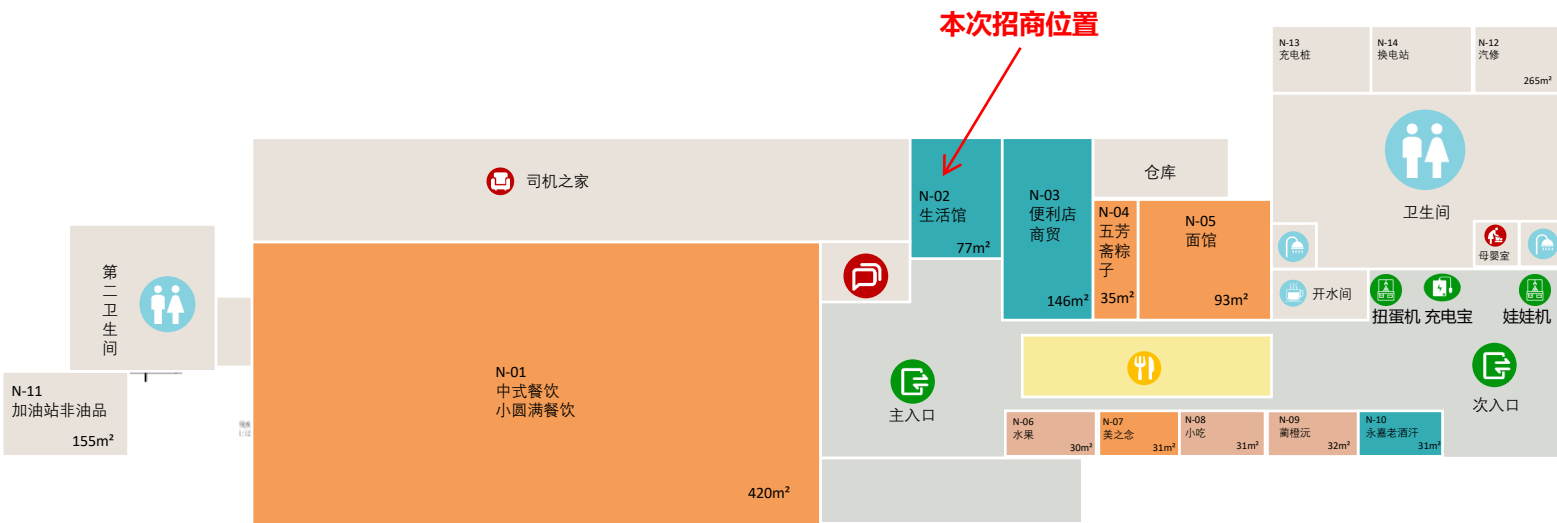 本次招商位置
N-13
充电桩
N-14
换电站
N-12
汽修
265m²
司机之家
N-02
生活馆
77m²
N-03
便利店
商贸
146m²
仓库
N-04
五芳
斋粽
子
35m²
N-05
面馆
93m²
卫生间
母婴室
开水间
扭蛋机
充电宝
娃娃机
第
二
卫
生
间
N-11
加油站非油品
155m²
N-01
中式餐饮
小圆满餐饮
420m²
主入口
次入口
N-06
水果
30m²
N-07
美之念
31m²
N-08
小吃
31m²
N-09
蔺橙沅
32m²
N-10
永嘉老酒汗
31m²